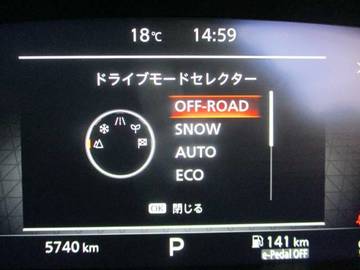 18℃ 14:59
ドライブモードセレクター
OFF-ROAD
SNOW
AUTO
ECO
OK 閉じる
5740 km P 141 km
e-Pedal OFF